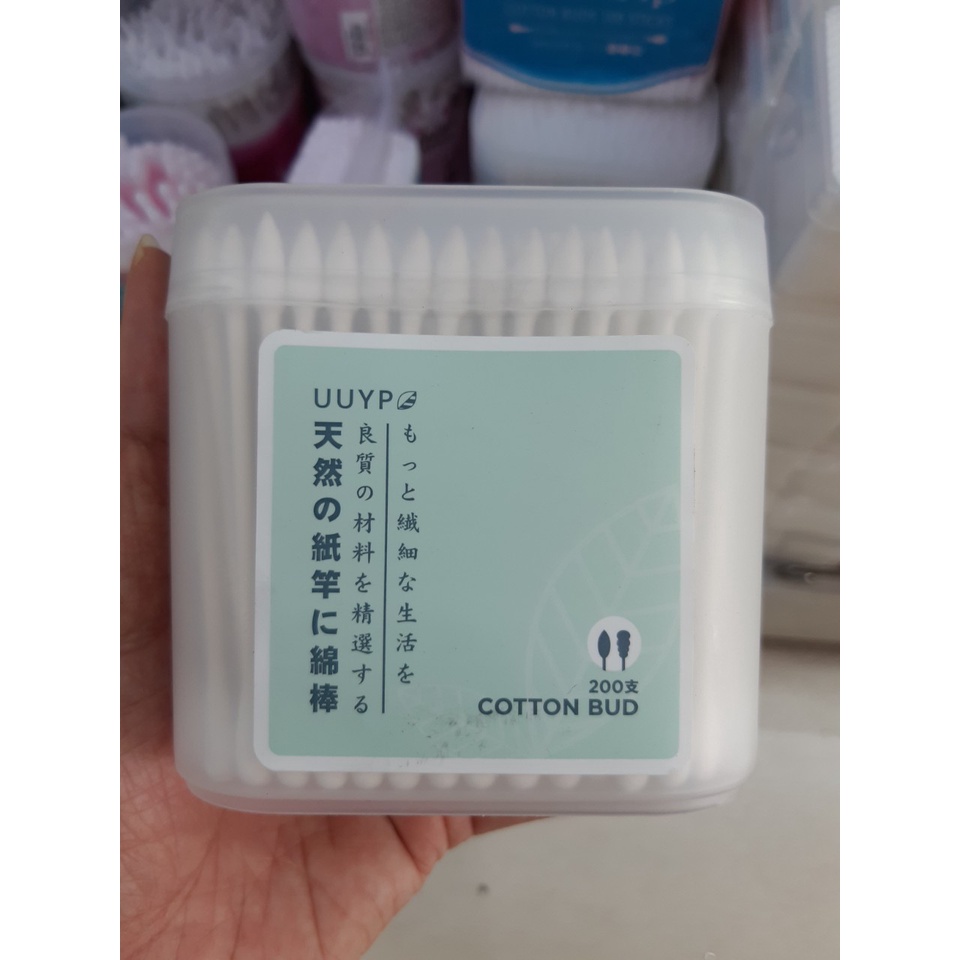 UUYP
もっと繊細な生活を
良質の材料を精選する
天然の紙竿に綿棒
200支
COTTON BUD